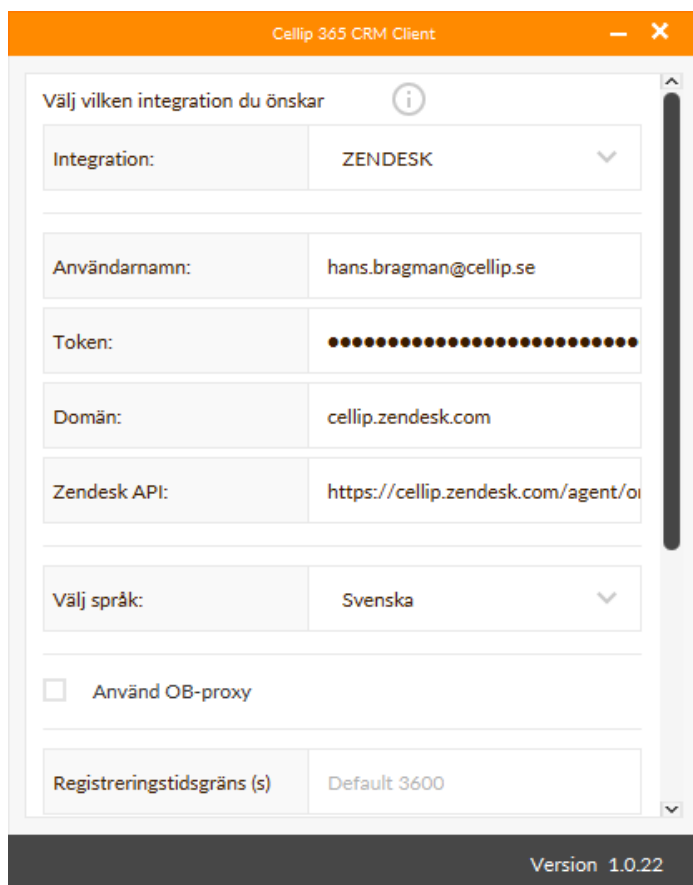 Cellip 365 CRM Client
Välj vilken integration du önskar
Integration: ZENDESK
Användarnamn: hans.bragman@cellip.se
Token: ••••••••••••••••••••••••••
Domän: cellip.zendesk.com
Zendesk API: https://cellip.zendesk.com/agent/
Välj språk: Svenska
Använd OB-proxy
Registreringstidsgräns (s) Default 3600
Version 1.0.22